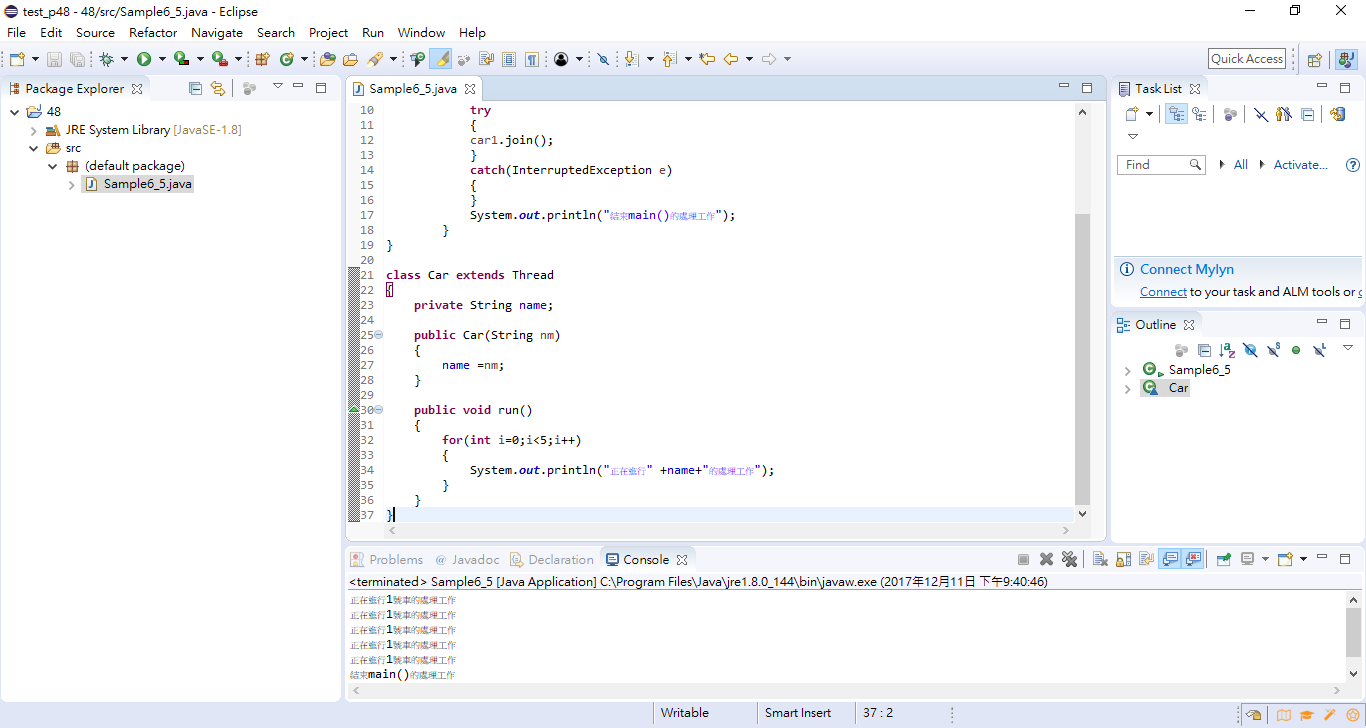 test_p48 - 48/src/Sample6_5.java - Eclipse
File Edit Source Refactor Navigate Search Project Run Window Help
Quick Access
Package Explorer
48
JRE System Library [JavaSE-1.8]
src
(default package)
Sample6_5.java
Sample6_5.java
10 try
11 {
12 car1.join();
13 }
14 catch(InterruptedException e)
15 {
16 }
17 System.out.println("結束main()的處理工作");
18 }
19 }
20
21 class Car extends Thread
22 {
23 private String name;
24
25 public Car(String nm)
26 {
27 name =nm;
28 }
29
30 public void run()
31 {
32 for(int i=0;i<5;i++)
33 {
34 System.out.println("正在進行" +name+"的處理工作");
35 }
36 }
37 }
Task List
Find
All
Activate...
Connect Mylyn
Connect to your task and ALM tools or c
Outline
Sample6_5
Car
Problems @ Javadoc Declaration Console
<terminated> Sample6_5 [Java Application] C:\Program Files\Java\jre1.8.0_144\bin\javaw.exe (2017年12月11日 下午9:40:46)
正在進行1號車的處理工作
正在進行1號車的處理工作
正在進行1號車的處理工作
正在進行1號車的處理工作
正在進行1號車的處理工作
結束main()的處理工作
Writable
Smart Insert
37 : 2